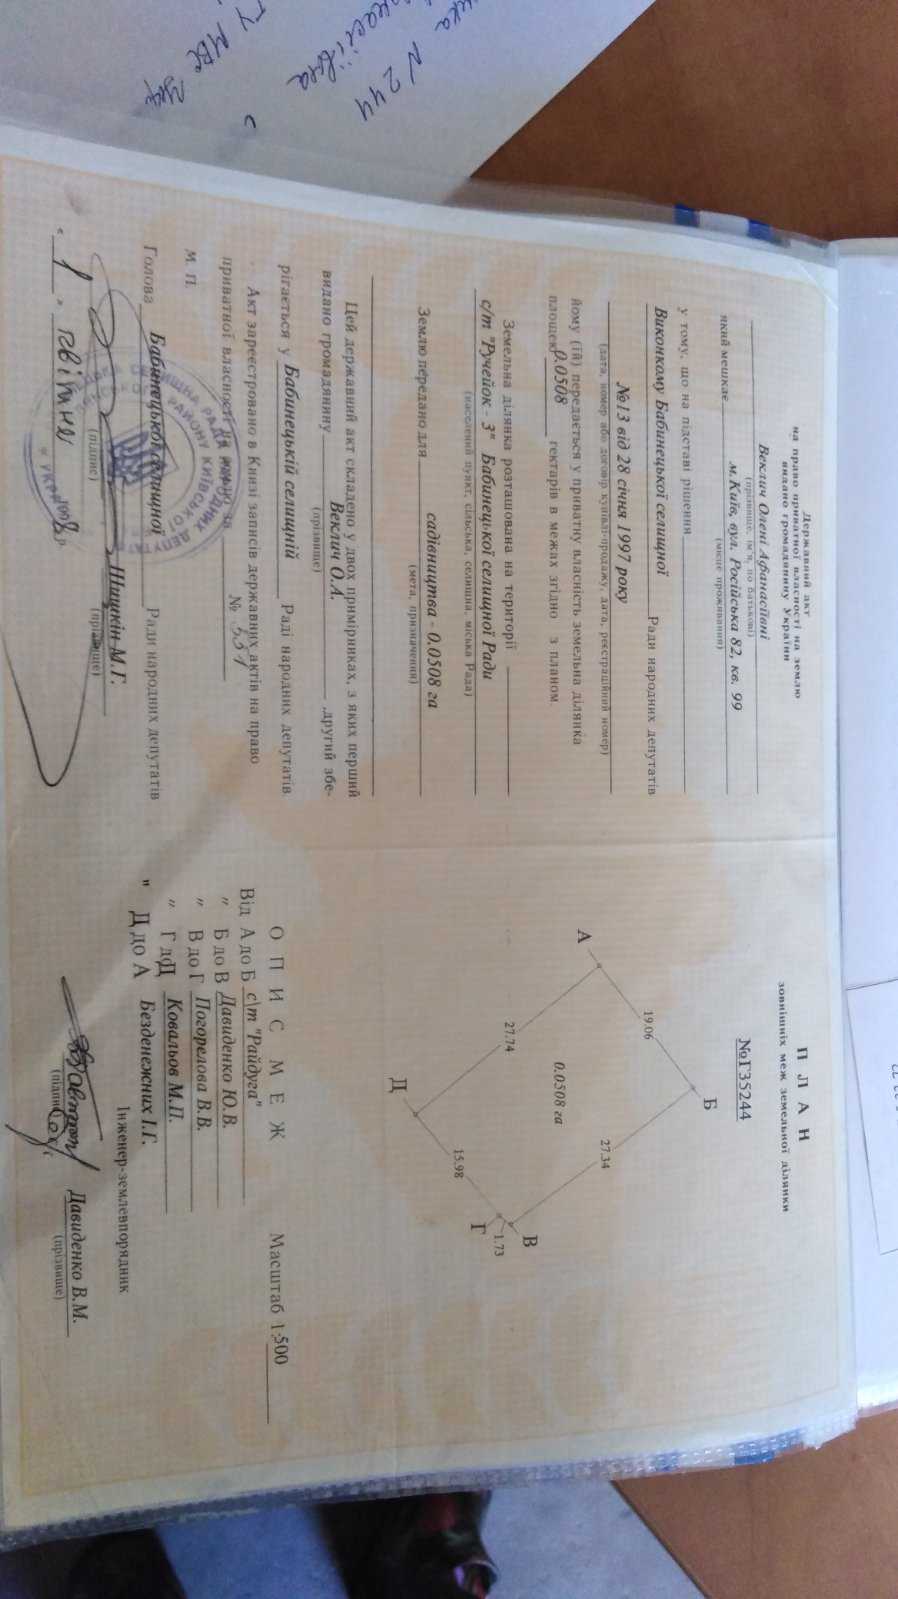 N 244
Державний акт
на право приватної власності на землю
видано громадянину України
Веклич Олені Афанасіївні
(прізвище, ім'я, по батькові)
який мешкає м.Київ, вул. Російська 82, кв. 99
(місце проживання)
у тому, що на підставі рішення
Виконкому Бабинецької селищної Ради народних депутатів
№13 від 28 січня 1997 року
(дата, номер або договір купівлі-продажу, дата, реєстраційний номер)
йому (їй) передається у приватну власність земельна ділянка
площею 0.0508 гектарів в межах згідно з планом.
Земельна ділянка розташована на території
с/т "Ручейок - 3" Бабинецької селищної Ради
(населений пункт, сільська, селищна, міська Рада)
Землю передано для садівництва - 0.0508 га
(мета, призначення)
Цей державний акт складено у двох примірниках, з яких перший
видано громадянину Веклич О.А. ,другий збе-
(прізвище)
рігається у Бабинецькій селищній Раді народних депутатів.
Акт зареєстровано в Книзі записів державних актів на право
приватної власності на землю за № 551
М. П.
Голова Бабинецької селищної Ради народних депутатів
Шишкін М.Г.
(підпис) (прізвище)
" 1 " квітня
П Л А Н
зовнішніх меж земельної ділянки
№Г35244
А
Б
В
Г
Д
19.06
27.34
1.73
15.98
27.74
0.0508 га
О П И С М Е Ж
Масштаб 1:500
Від А до Б с\т "Райдуга"
" Б до В Давиденко Ю.В.
" В до Г Погорелова В.В.
" Г до Д Ковальов М.П.
" Д до А Безденежних І.Г.
Інженер-землевпорядник
Давиденко В.М.
(підпис) (прізвище)